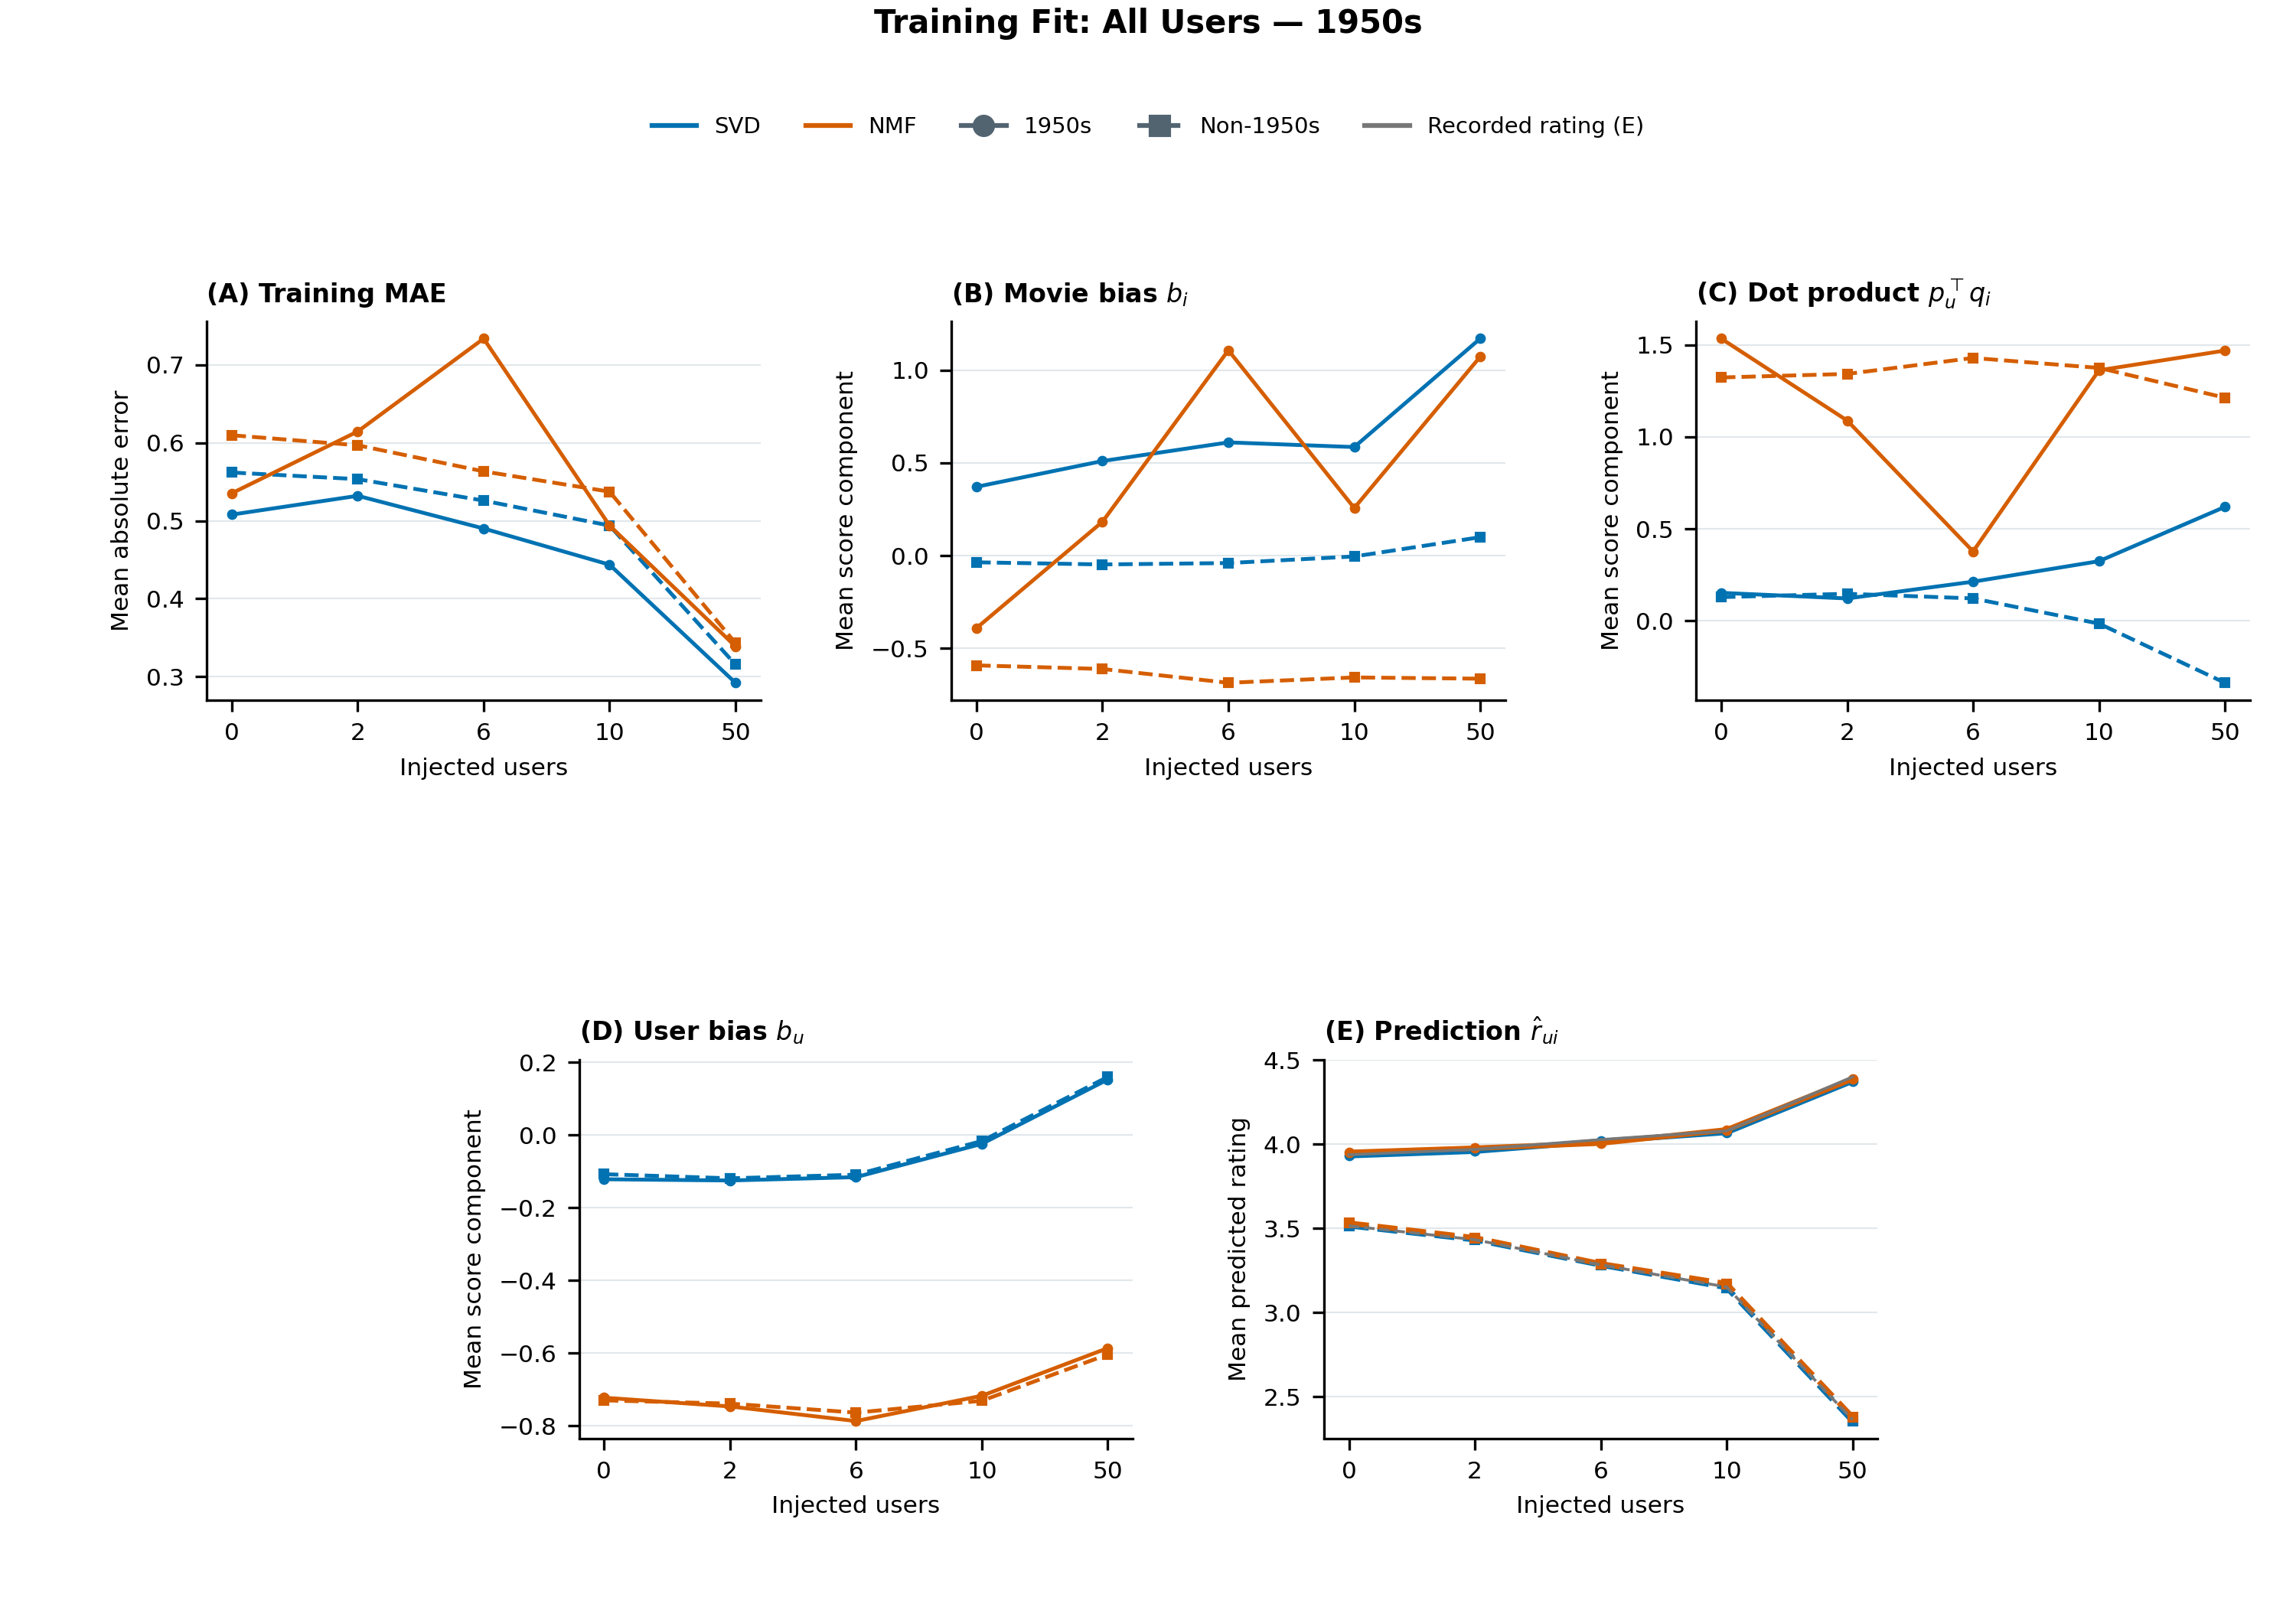 Training Fit: All Users — 1950s
SVD NMF 1950s Non-1950s Recorded rating (E)
(A) Training MAE
Mean absolute error
0.7
0.6
0.5
0.4
0.3
0 2 6 10 50
Injected users
(B) Movie bias b_i
Mean score component
1.0
0.5
0.0
−0.5
0 2 6 10 50
Injected users
(C) Dot product p_u^⊤ q_i
Mean score component
1.5
1.0
0.5
0.0
0 2 6 10 50
Injected users
(D) User bias b_u
Mean score component
0.2
0.0
−0.2
−0.4
−0.6
−0.8
0 2 6 10 50
Injected users
(E) Prediction r̂_ui
Mean predicted rating
4.5
4.0
3.5
3.0
2.5
0 2 6 10 50
Injected users